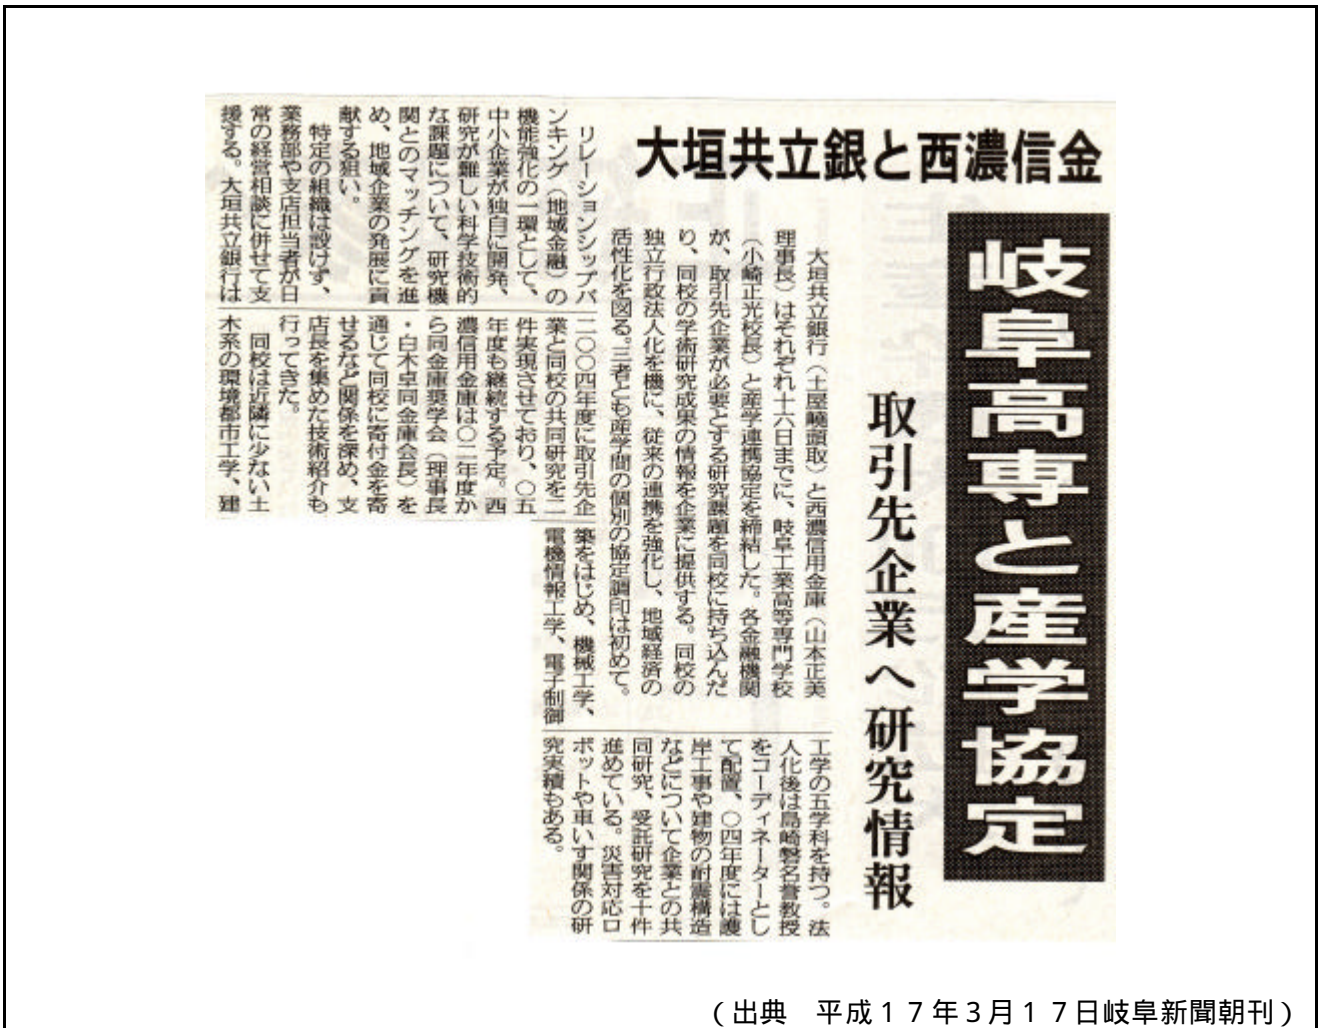 大垣共立銀と西濃信金
岐阜高専と産学協定
取引先企業へ研究情報
大垣共立銀行（土屋嶢頭取）と西濃信用金庫（山本正美
理事長）はそれぞれ十六日までに、岐阜工業高等専門学校
（小崎正光校長）と産学連携協定を締結した。各金融機関
が、取引先企業が必要とする研究課題を同校に持ち込んだ
り、同校の学術研究成果の情報を企業に提供する。同校の
独立行政法人化を機に、従来の連携を強化し、地域経済の
活性化を図る。三者とも産学間の個別の協定調印は初めて。
リレーションシップバ
ンキング（地域金融）の
機能強化の一環として、
中小企業が独自に開発、
研究が難しい科学技術的
な課題について、研究機
関とのマッチングを進
め、地域企業の発展に貢
献する狙い。
特定の組織は設けず、
業務部や支店担当者が日
常の経営相談に併せて支
援する。大垣共立銀行は
二〇〇四年度に取引先企
業と同校の共同研究を二
件実現させており、〇五
年度も継続する予定。西
濃信用金庫は〇二年度か
ら同金庫奨学会（理事長
・白木卓同金庫会長）を
通じて同校に寄付金を寄
せるなど関係を深め、支
店長を集めた技術紹介も
行ってきた。
同校は近隣に少ない土
木系の環境都市工学、建
築をはじめ、機械工学、
電機情報工学、電子制御
工学の五学科を持つ。法
人化後は島崎磐名誉教授
をコーディネーターとし
て配置、〇四年度には護
岸工事や建物の耐震構造
などについて企業との共
同研究、受託研究を十件
進めている。災害対応ロ
ボットや車いす関係の研
究実績もある。
（出典　平成１７年３月１７日岐阜新聞朝刊）